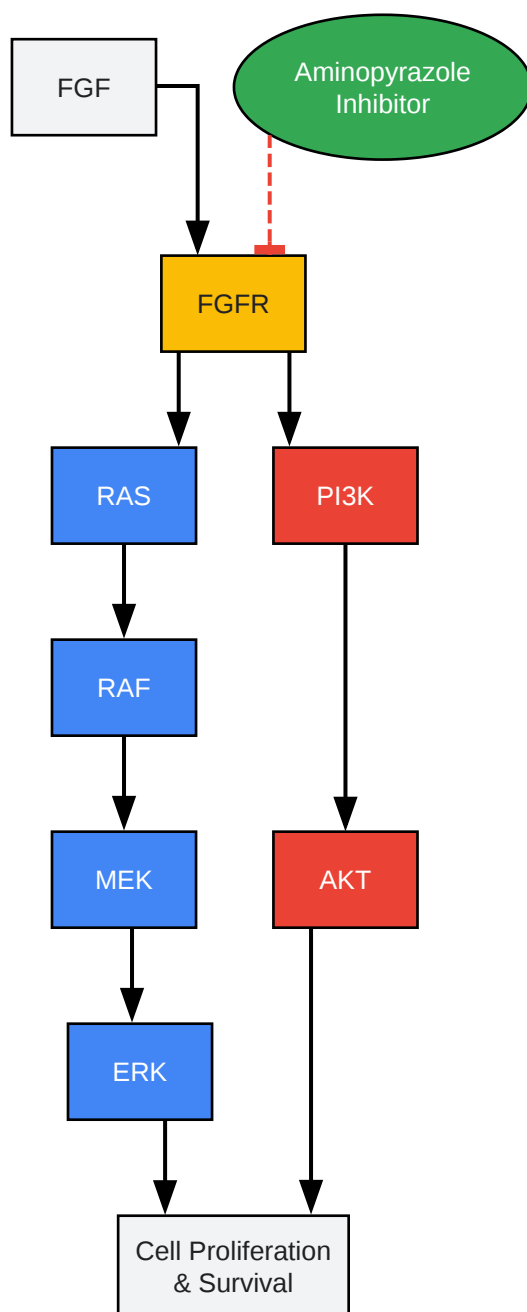 FGF
Aminopyrazole
Inhibitor
FGFR
RAS
PI3K
RAF
MEK
AKT
ERK
Cell Proliferation
& Survival